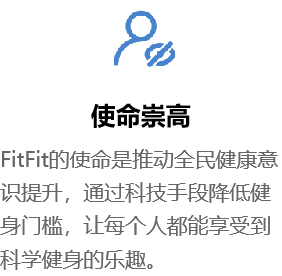 使命崇高
FitFit的使命是推动全民健康意
识提升，通过科技手段降低健
身门槛，让每个人都能享受到
科学健身的乐趣。